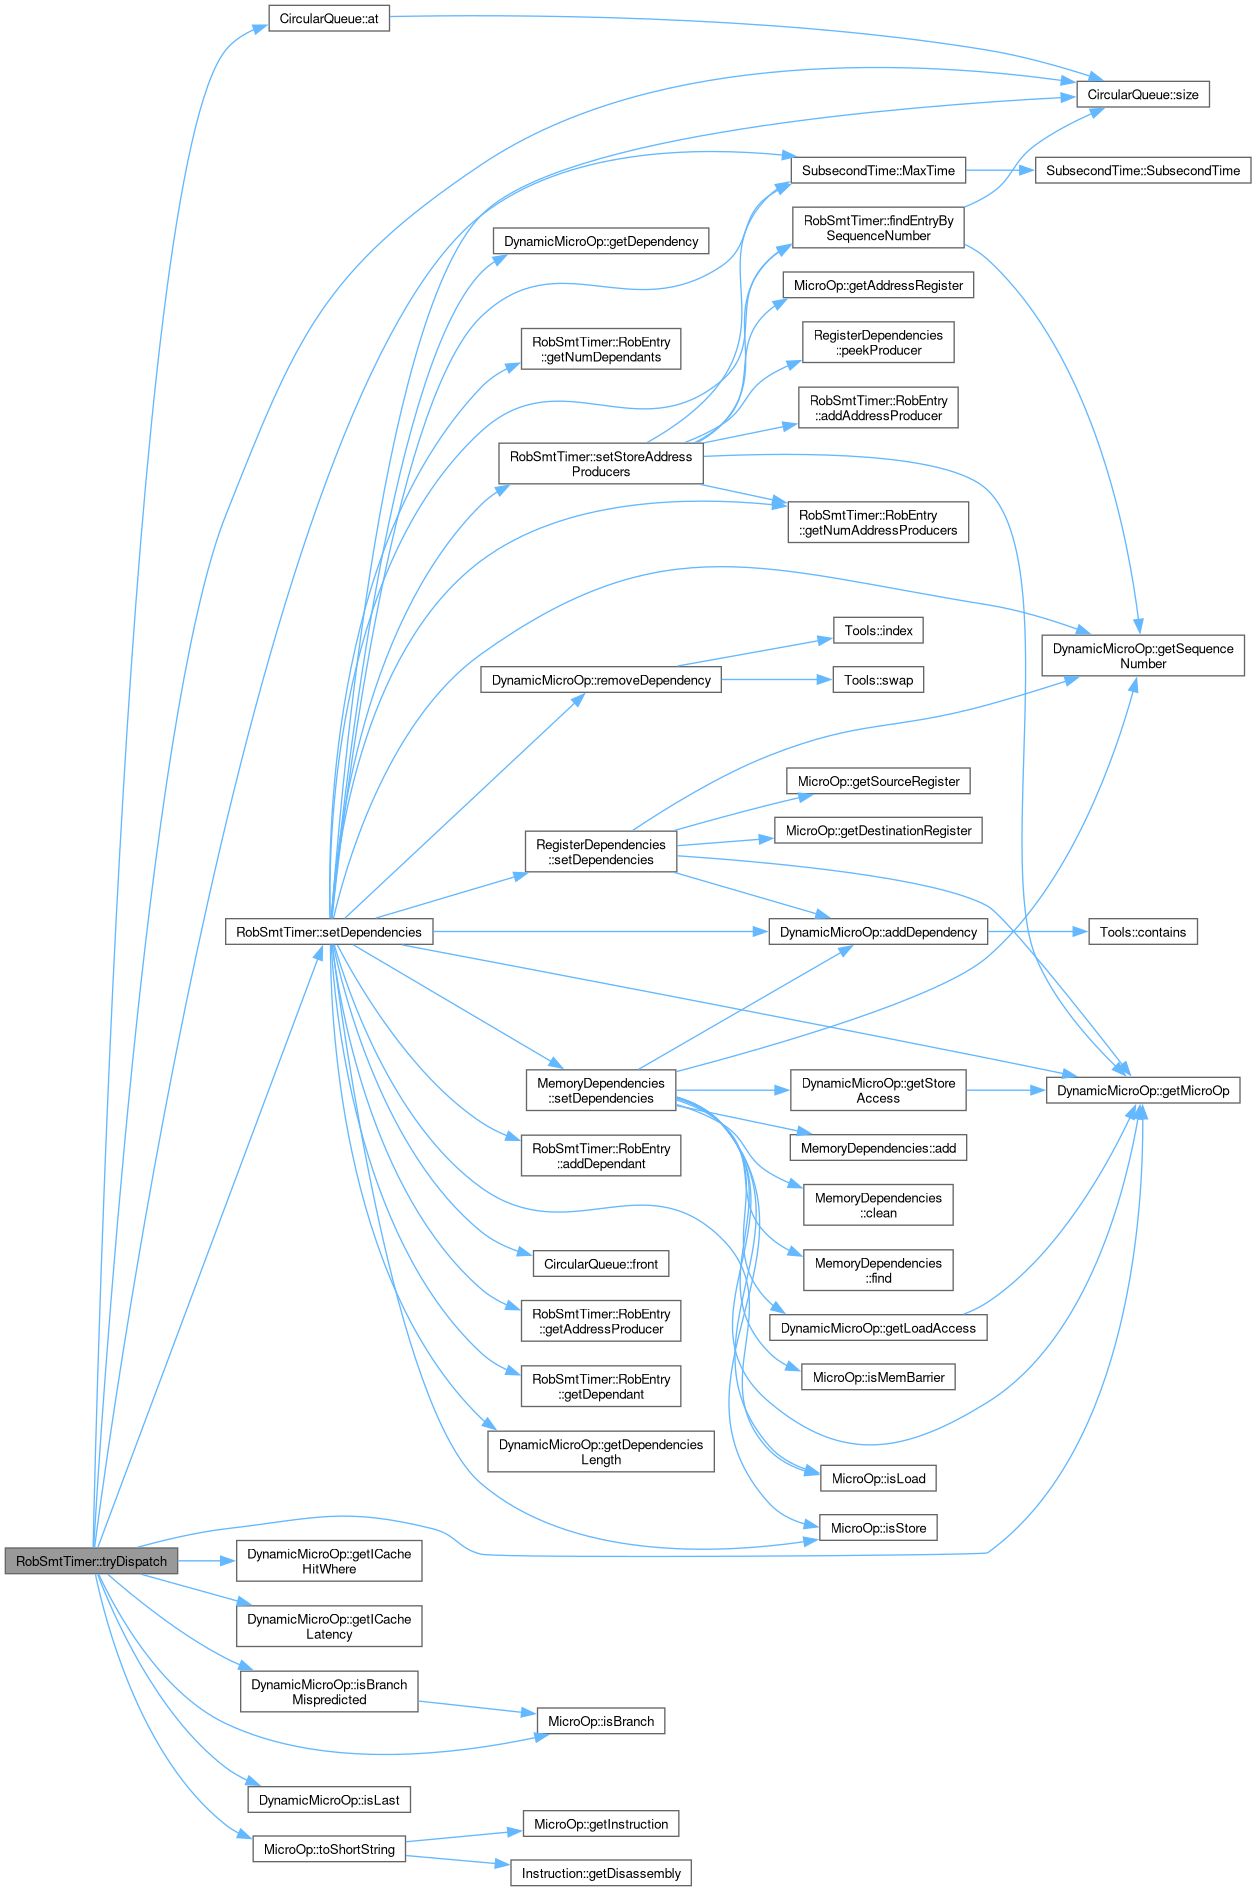 CircularQueue::at
CircularQueue::size
SubsecondTime::MaxTime
SubsecondTime::SubsecondTime
RobSmtTimer::findEntryBy
SequenceNumber
DynamicMicroOp::getDependency
MicroOp::getAddressRegister
RobSmtTimer::RobEntry
::getNumDependants
RegisterDependencies
::peekProducer
RobSmtTimer::RobEntry
::addAddressProducer
RobSmtTimer::setStoreAddress
Producers
RobSmtTimer::RobEntry
::getNumAddressProducers
Tools::index
DynamicMicroOp::getSequence
Number
DynamicMicroOp::removeDependency
Tools::swap
MicroOp::getSourceRegister
RegisterDependencies
::setDependencies
MicroOp::getDestinationRegister
RobSmtTimer::setDependencies
DynamicMicroOp::addDependency
Tools::contains
MemoryDependencies
::setDependencies
DynamicMicroOp::getStore
Access
DynamicMicroOp::getMicroOp
RobSmtTimer::RobEntry
::addDependant
MemoryDependencies::add
MemoryDependencies
::clean
CircularQueue::front
MemoryDependencies
::find
RobSmtTimer::RobEntry
::getAddressProducer
DynamicMicroOp::getLoadAccess
RobSmtTimer::RobEntry
::getDependant
MicroOp::isMemBarrier
DynamicMicroOp::getDependencies
Length
MicroOp::isLoad
MicroOp::isStore
RobSmtTimer::tryDispatch
DynamicMicroOp::getICache
HitWhere
DynamicMicroOp::getICache
Latency
DynamicMicroOp::isBranch
Mispredicted
MicroOp::isBranch
DynamicMicroOp::isLast
MicroOp::toShortString
MicroOp::getInstruction
Instruction::getDisassembly